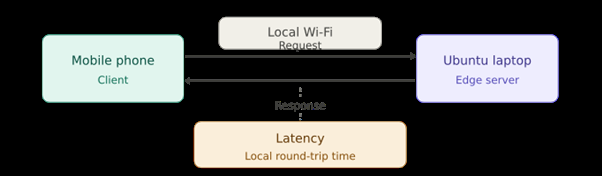 Local Wi-Fi
Request
Mobile phone
Client
Ubuntu laptop
Edge server
Response
Latency
Local round-trip time